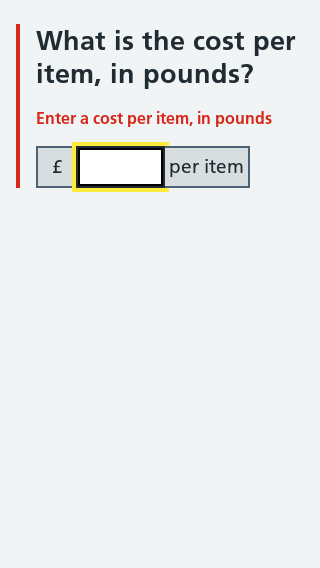 What is the cost per
item, in pounds?
Enter a cost per item, in pounds
£ per item